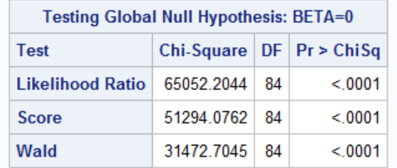 Testing Global Null Hypothesis: BETA=0
Test Chi-Square DF Pr > ChiSq
Likelihood Ratio 65052.2044 84 <.0001
Score 51294.0762 84 <.0001
Wald 31472.7045 84 <.0001